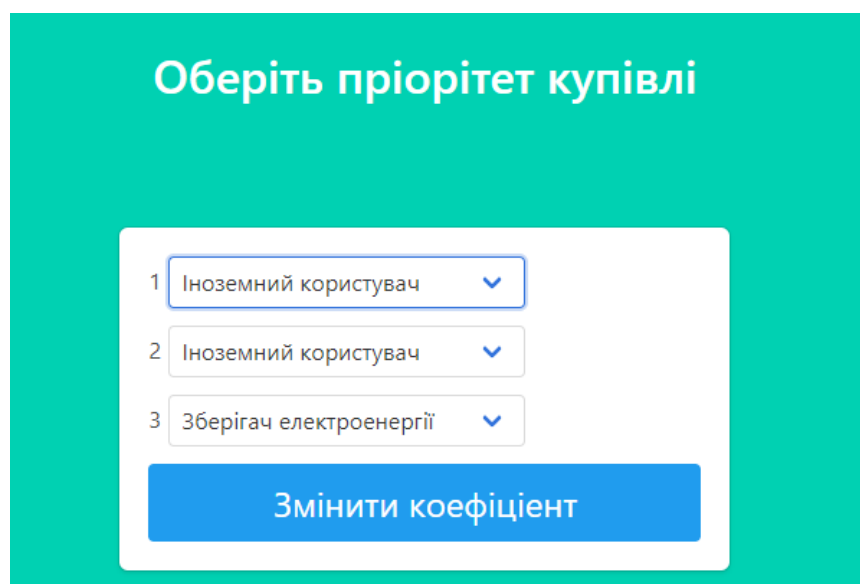 Оберіть пріорітет купівлі
1 Іноземний користувач
2 Іноземний користувач
3 Зберігач електроенергії
Змінити коефіцієнт